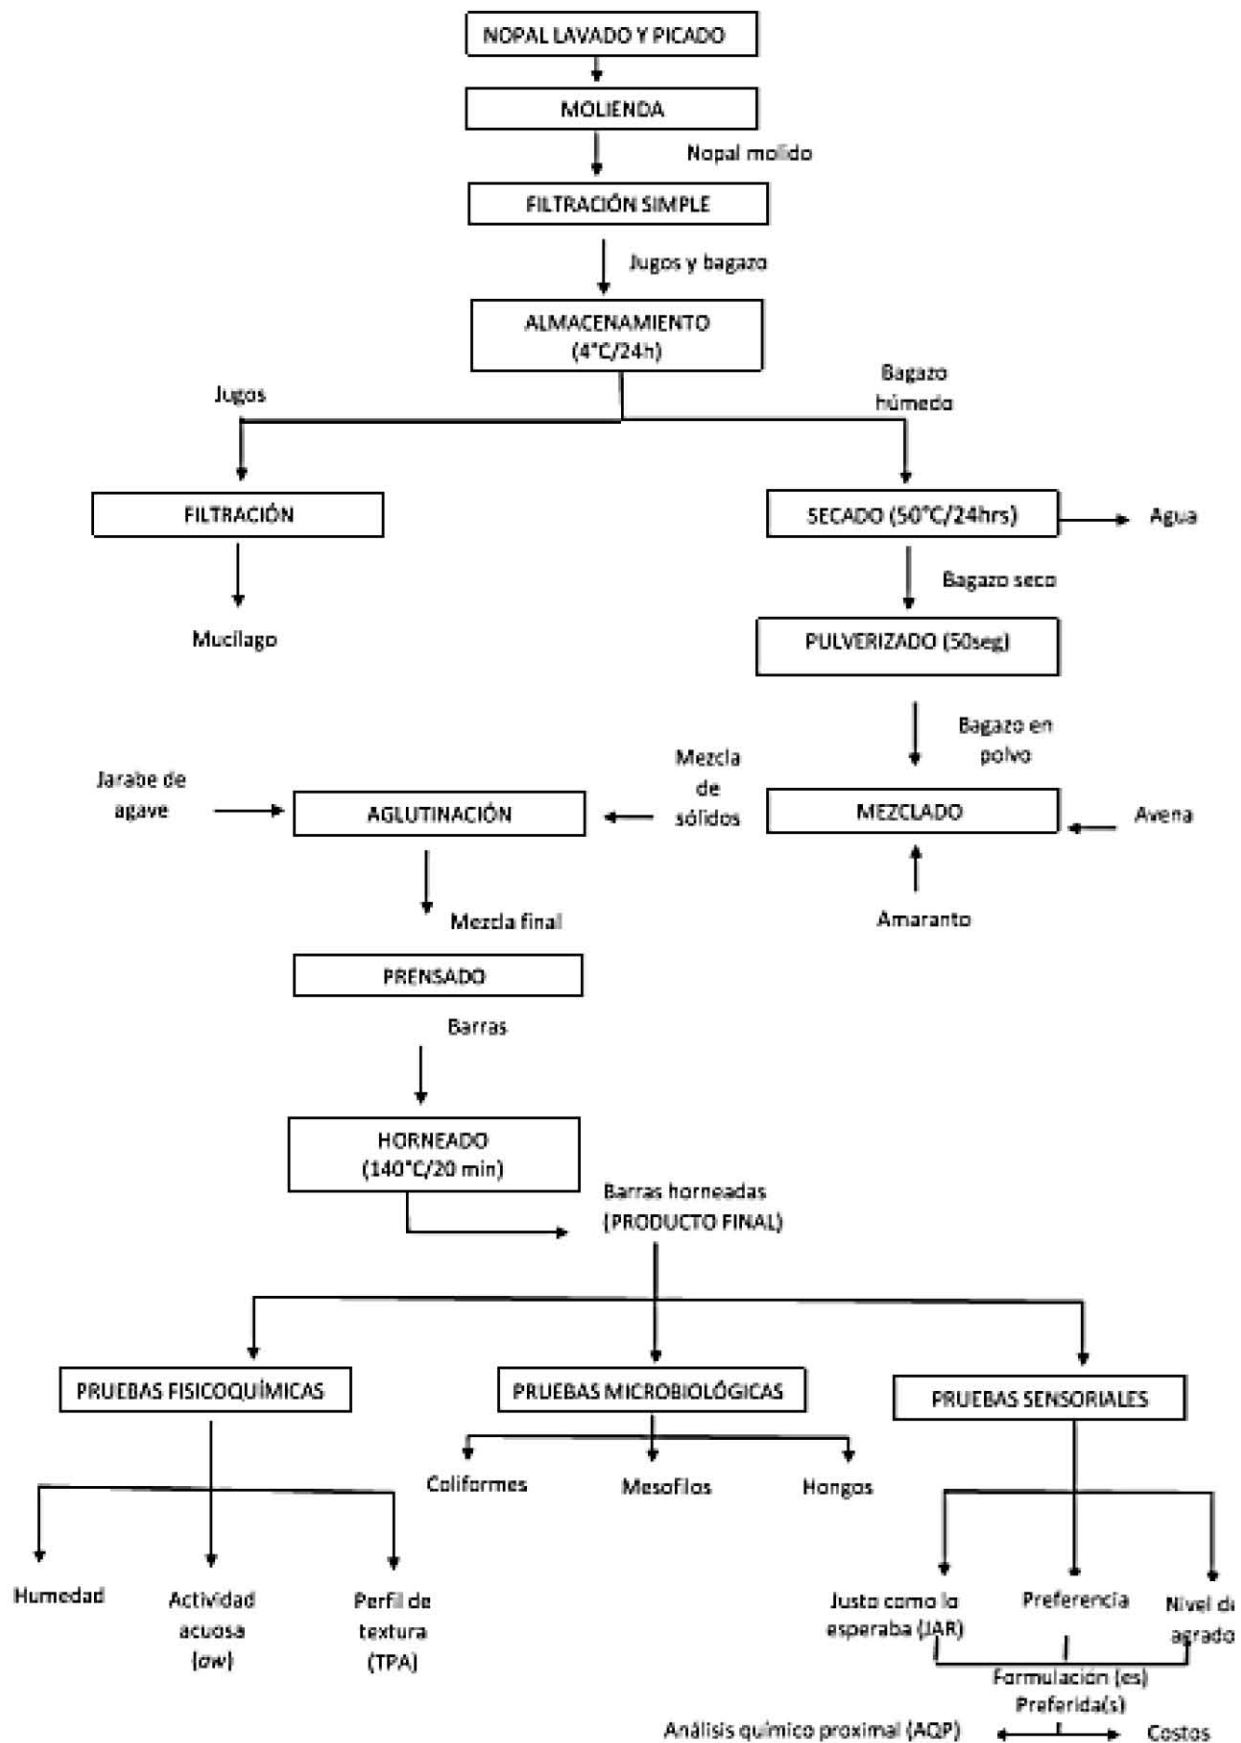 NOPAL LAVADO Y PICADO
MOLIENDA
Nopal molido
FILTRACIÓN SIMPLE
Jugos y bagazo
ALMACENAMIENTO
(4°C/24h)
Jugos
Bagazo
húmedo
FILTRACIÓN
SECADO (50°C/24hrs)
Agua
Bagazo seco
Mucílago
PULVERIZADO (50seg)
Bagazo en
polvo
Jarabe de
agave
AGLUTINACIÓN
Mezcla
de
sólidos
MEZCLADO
Avena
Amaranto
Mezcla final
PRENSADO
Barras
HORNEADO
(140°C/20 min)
Barras horneadas
(PRODUCTO FINAL)
PRUEBAS FISICOQUÍMICAS
PRUEBAS MICROBIOLÓGICAS
PRUEBAS SENSORIALES
Coliformes
Mesofilos
Hongos
Humedad
Actividad
acuosa
(aw)
Perfil de
textura
(TPA)
Justo como lo
esperaba (JAR)
Preferencia
Nivel de
agrado
Formulación (es)
Preferida(s)
Análisis químico proximal (AQP)
Costos